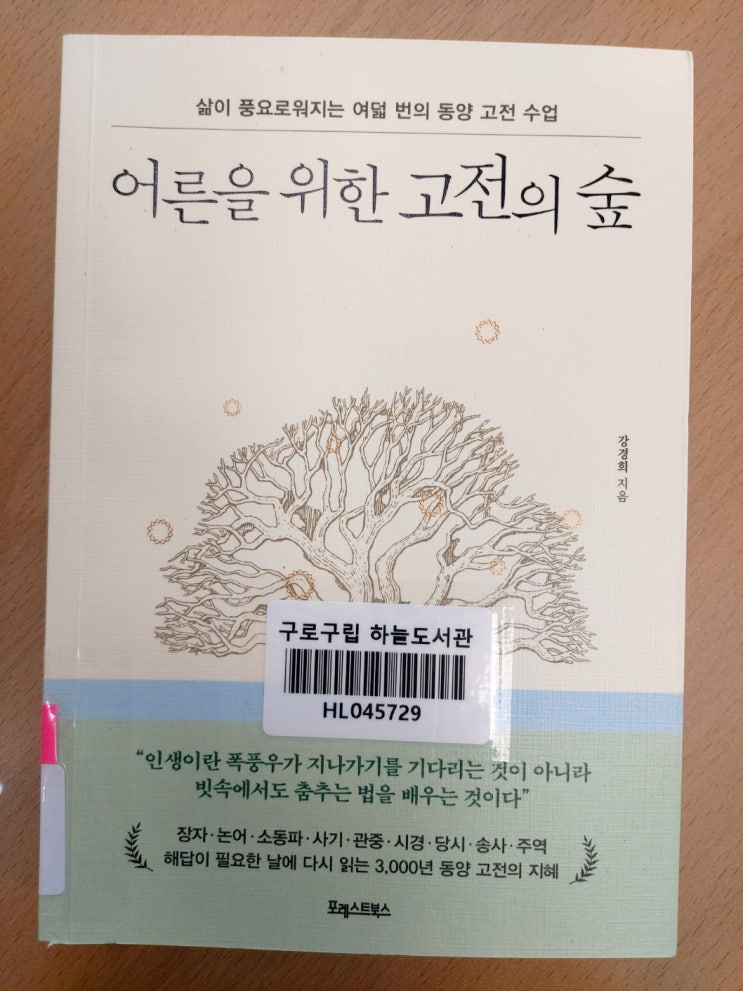 삶이 풍요로워지는 여덟 번의 동양 고전 수업
어른을 위한 고전의 숲
강경희 지음
구로구립 하늘도서관
HL045729
“인생이란 폭풍우가 지나가기를 기다리는 것이 아니라
빗속에서도 춤추는 법을 배우는 것이다”
장자·논어·소동파·사기·관중·시경·당시·송사·주역
해답이 필요한 날에 다시 읽는 3,000년 동양 고전의 지혜
포레스트북스